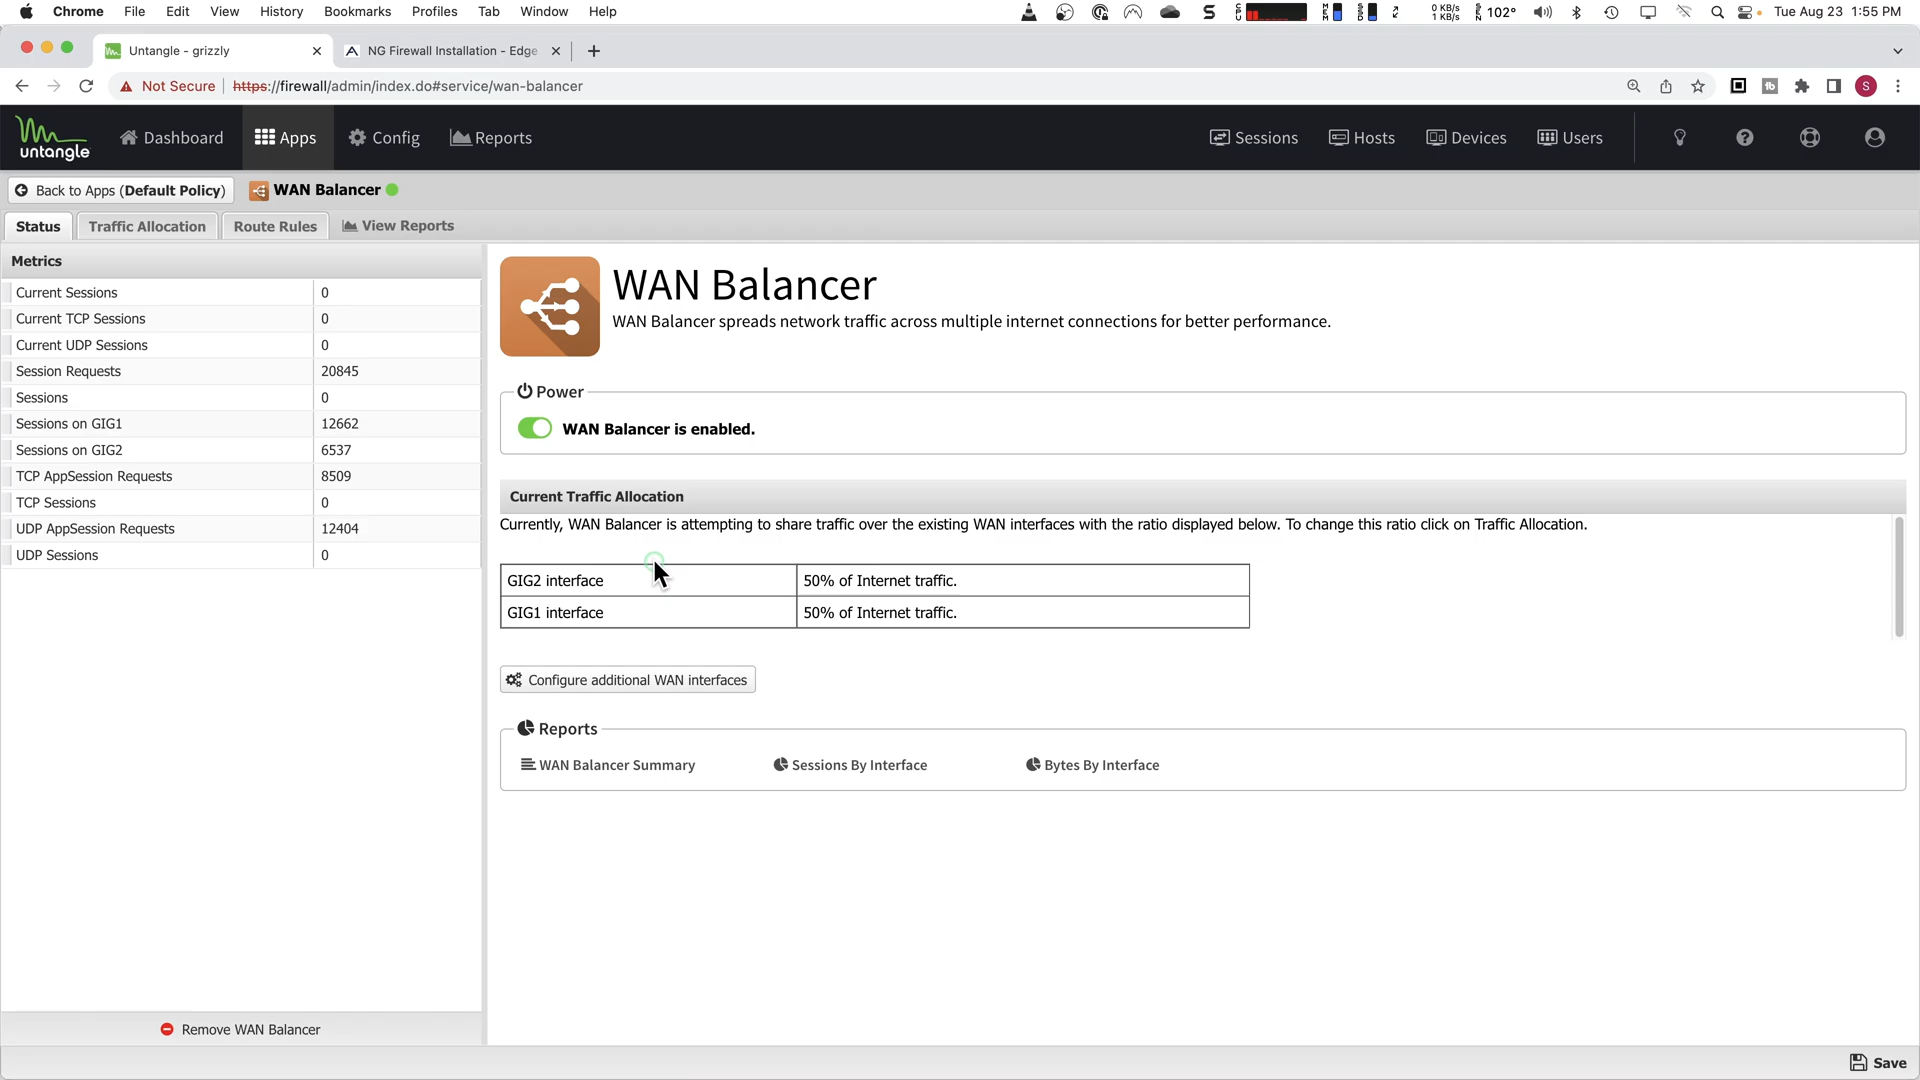 Chrome File Edit View History Bookmarks Profiles Tab Window Help
0 KB/s
1 KB/s
102° Tue Aug 23 1:55 PM
Untangle - grizzly
NG Firewall Installation - Edge
Not Secure https://firewall/admin/index.do#service/wan-balancer
untangle
Dashboard Apps Config Reports Sessions Hosts Devices Users
Back to Apps (Default Policy) WAN Balancer
Status Traffic Allocation Route Rules View Reports
Metrics
Current Sessions 0
Current TCP Sessions 0
Current UDP Sessions 0
Session Requests 20845
Sessions 0
Sessions on GIG1 12662
Sessions on GIG2 6537
TCP AppSession Requests 8509
TCP Sessions 0
UDP AppSession Requests 12404
UDP Sessions 0
Remove WAN Balancer
WAN Balancer
WAN Balancer spreads network traffic across multiple internet connections for better performance.
Power
WAN Balancer is enabled.
Current Traffic Allocation
Currently, WAN Balancer is attempting to share traffic over the existing WAN interfaces with the ratio displayed below. To change this ratio click on Traffic Allocation.
GIG2 interface 50% of Internet traffic.
GIG1 interface 50% of Internet traffic.
Configure additional WAN interfaces
Reports
WAN Balancer Summary Sessions By Interface Bytes By Interface
Save